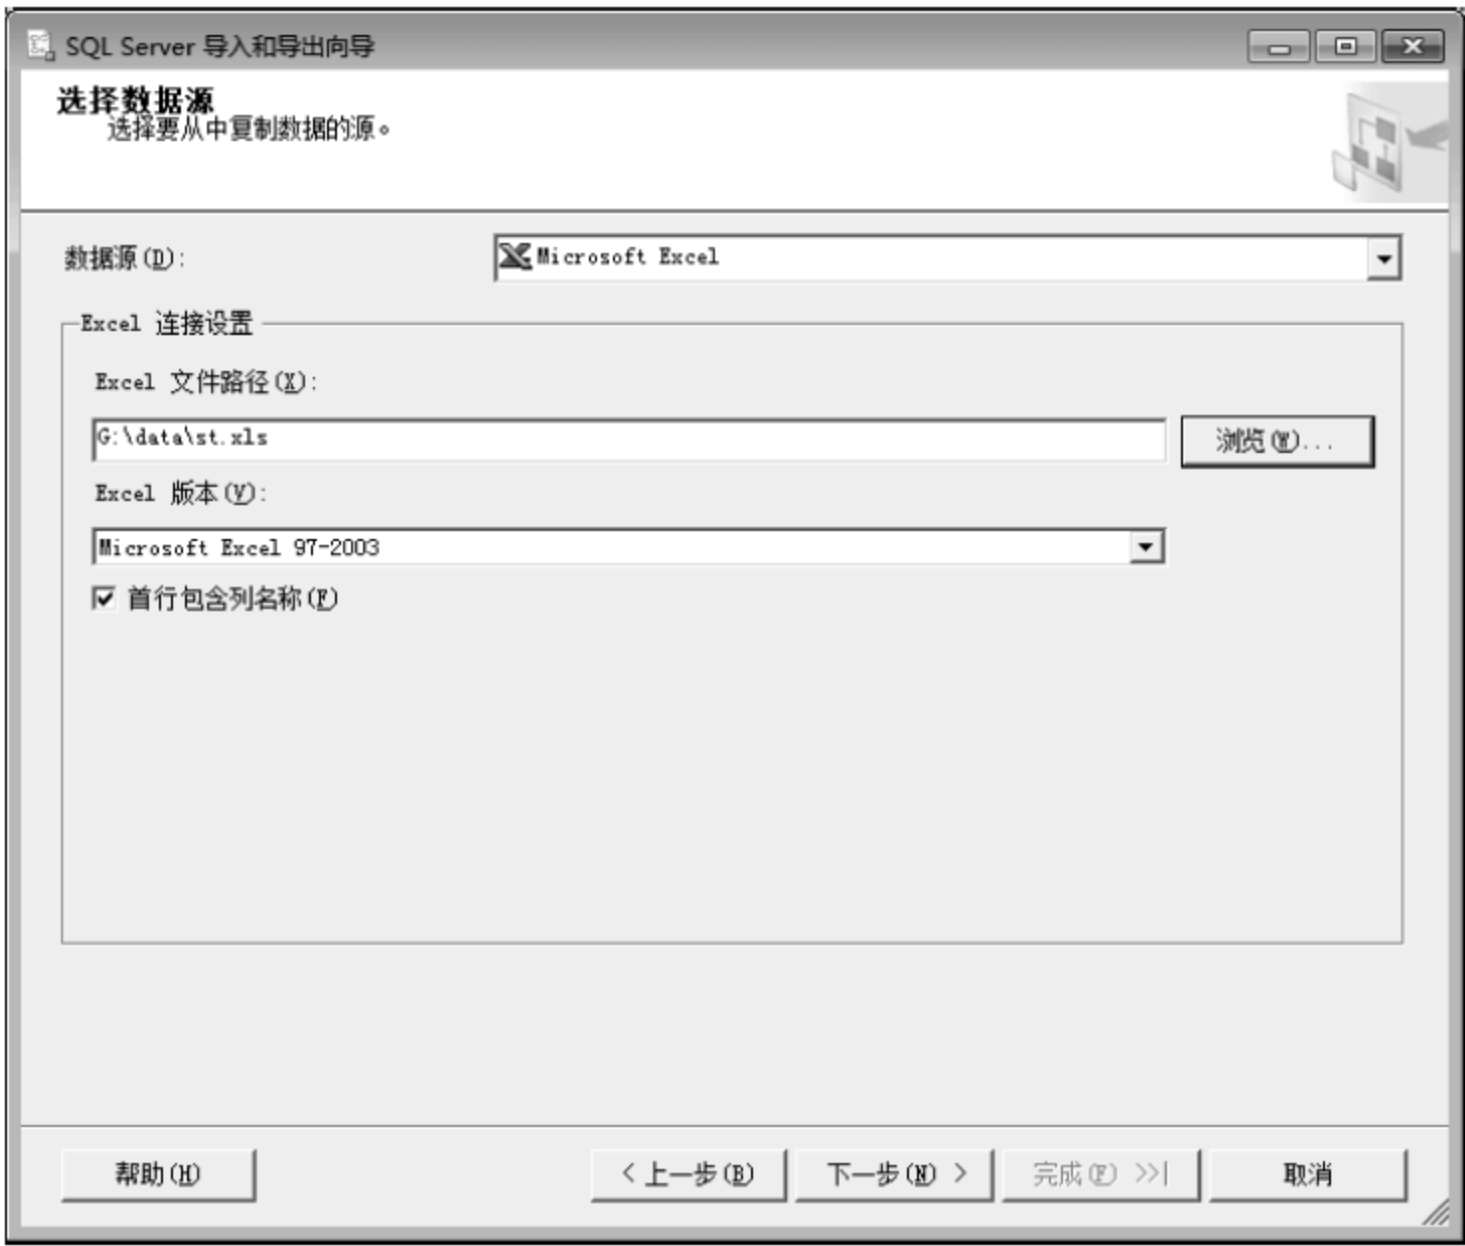 SQL Server 导入和导出向导
选择数据源
选择要从中复制数据的源。
数据源(D): Microsoft Excel
Excel 连接设置
Excel 文件路径(X):
G:\data\st.xls 浏览(W)...
Excel 版本(V):
Microsoft Excel 97-2003
首行包含列名称(F)
帮助(H) < 上一步(B) 下一步(N) > 完成(F) >>| 取消